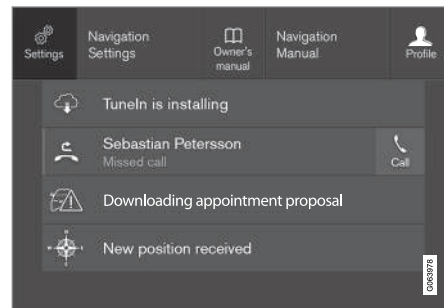 Settings
Navigation
Settings
Owner's
manual
Navigation
Manual
Profile
TuneIn is installing
Sebastian Petersson
Missed call
Call
Downloading appointment proposal
New position received
G063978